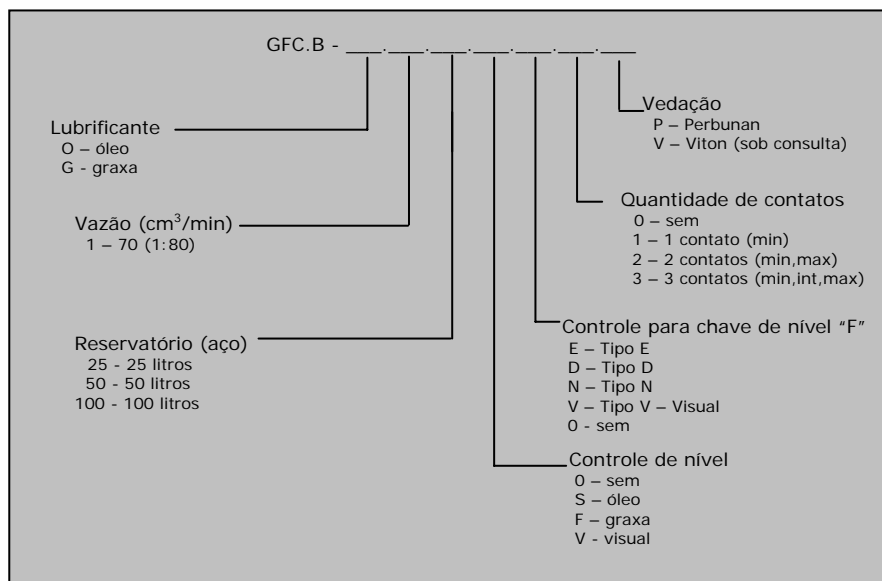 GFC.B - ___.___.___.___.___.___.___
Lubrificante
O – óleo
G - graxa
Vazão (cm³/min)
1 – 70 (1:80)
Reservatório (aço)
25 - 25 litros
50 - 50 litros
100 - 100 litros
Vedação
P – Perbunan
V – Viton (sob consulta)
Quantidade de contatos
0 – sem
1 – 1 contato (min)
2 – 2 contatos (min,max)
3 – 3 contatos (min,int,max)
Controle para chave de nível “F”
E – Tipo E
D – Tipo D
N – Tipo N
V – Tipo V – Visual
0 - sem
Controle de nível
0 – sem
S – óleo
F – graxa
V - visual